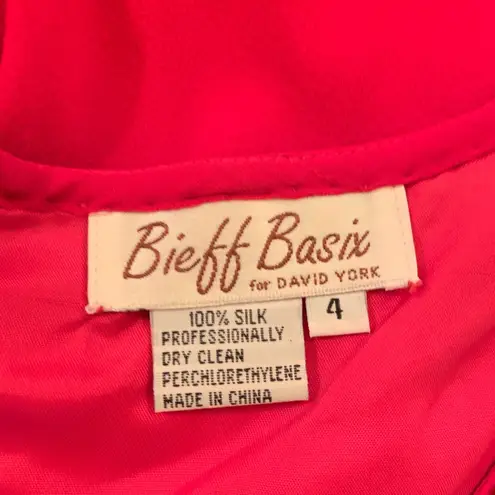 Bieff Basix
for DAVID YORK
4
100% SILK
PROFESSIONALLY
DRY CLEAN
PERCHLORETHYLENE
MADE IN CHINA